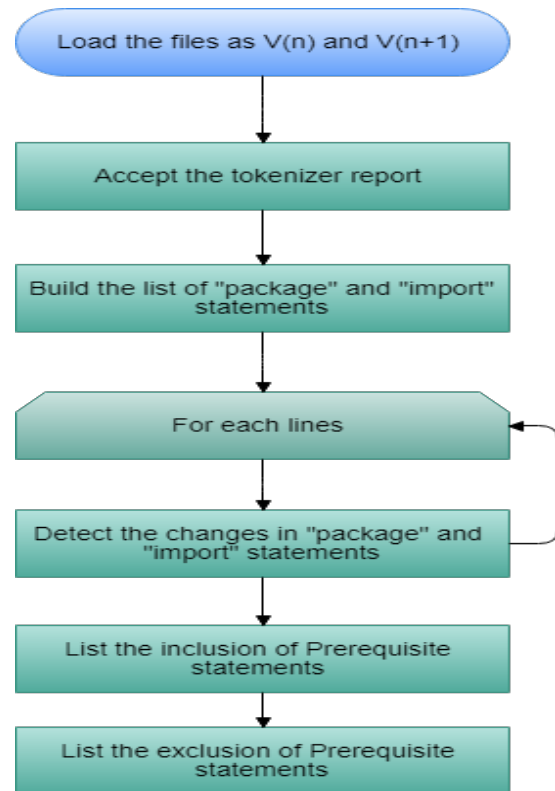 Load the files as V(n) and V(n+1)
Accept the tokenizer report
Build the list of "package" and "import"
statements
For each lines
Detect the changes in "package" and
"import" statements
List the inclusion of Prerequisite
statements
List the exclusion of Prerequisite
statements